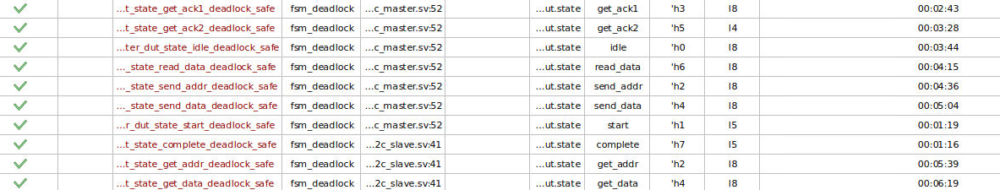 ...t_state_get_ack1_deadlock_safe fsm_deadlock ...c_master.sv:52 ...ut.state get_ack1 'h3 I8 00:02:43
...t_state_get_ack2_deadlock_safe fsm_deadlock ...c_master.sv:52 ...ut.state get_ack2 'h5 I4 00:03:28
...ter_dut_state_idle_deadlock_safe fsm_deadlock ...c_master.sv:52 ...ut.state idle 'h0 I8 00:03:44
..._state_read_data_deadlock_safe fsm_deadlock ...c_master.sv:52 ...ut.state read_data 'h6 I8 00:04:15
..._state_send_addr_deadlock_safe fsm_deadlock ...c_master.sv:52 ...ut.state send_addr 'h2 I8 00:04:36
..._state_send_data_deadlock_safe fsm_deadlock ...c_master.sv:52 ...ut.state send_data 'h4 I8 00:05:04
...r_dut_state_start_deadlock_safe fsm_deadlock ...c_master.sv:52 ...ut.state start 'h1 I5 00:01:19
...t_state_complete_deadlock_safe fsm_deadlock ...2c_slave.sv:41 ...ut.state complete 'h7 I5 00:01:16
...t_state_get_addr_deadlock_safe fsm_deadlock ...2c_slave.sv:41 ...ut.state get_addr 'h2 I8 00:05:39
...t_state_get_data_deadlock_safe fsm_deadlock ...2c_slave.sv:41 ...ut.state get_data 'h4 I8 00:06:19